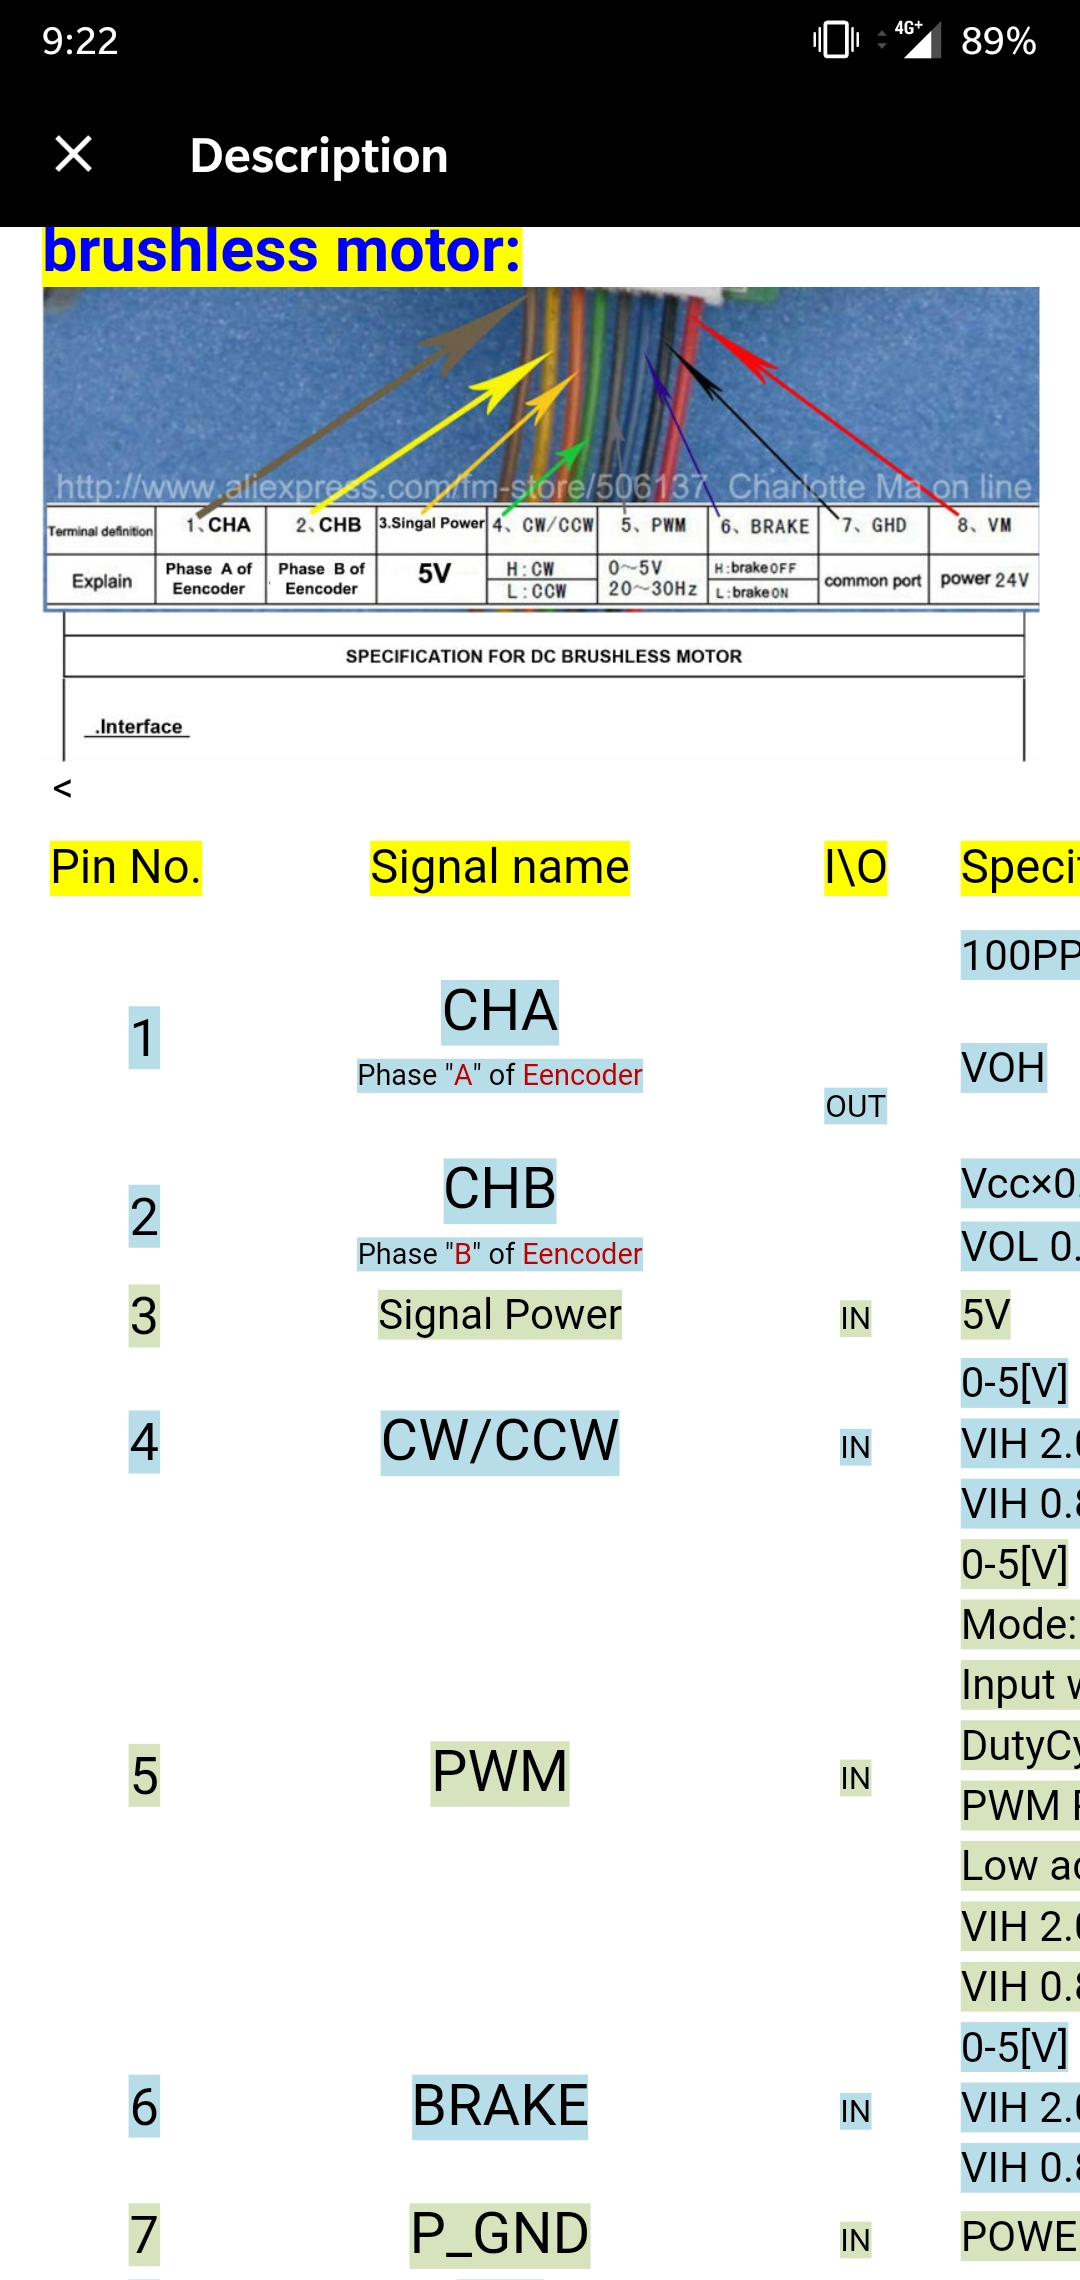 9:22
4G+
89%
Description
brushless motor:
http://www.aliexpress.com/fm-store/506137 Charlotte Ma on line
Terminal definition 1、CHA 2、CHB 3.Singal Power 4、CW/CCW 5、PWM 6、BRAKE 7、GHD 8、VM
Explain Phase A of Eencoder Phase B of Eencoder 5V H:CW L:CCW 0~5V 20~30Hz H:brakeOFF L:brakeON common port power 24V
SPECIFICATION FOR DC BRUSHLESS MOTOR
.Interface
<
Pin No. Signal name I\O
100PP
1 CHA
VOH
Phase "A" of Eencoder
OUT
2 CHB
Vcc×0.
VOL 0.
Phase "B" of Eencoder
3 Signal Power IN 5V
0-5[V]
4 CW/CCW IN VIH 2.0
VIH 0.8
0-5[V]
Mode:
Input
DutyCy
5 PWM IN
PWM
Low
VIH 2.0
VIH 0.8
0-5[V]
6 BRAKE IN VIH 2.0
VIH 0.8
7 P_GND IN POWE